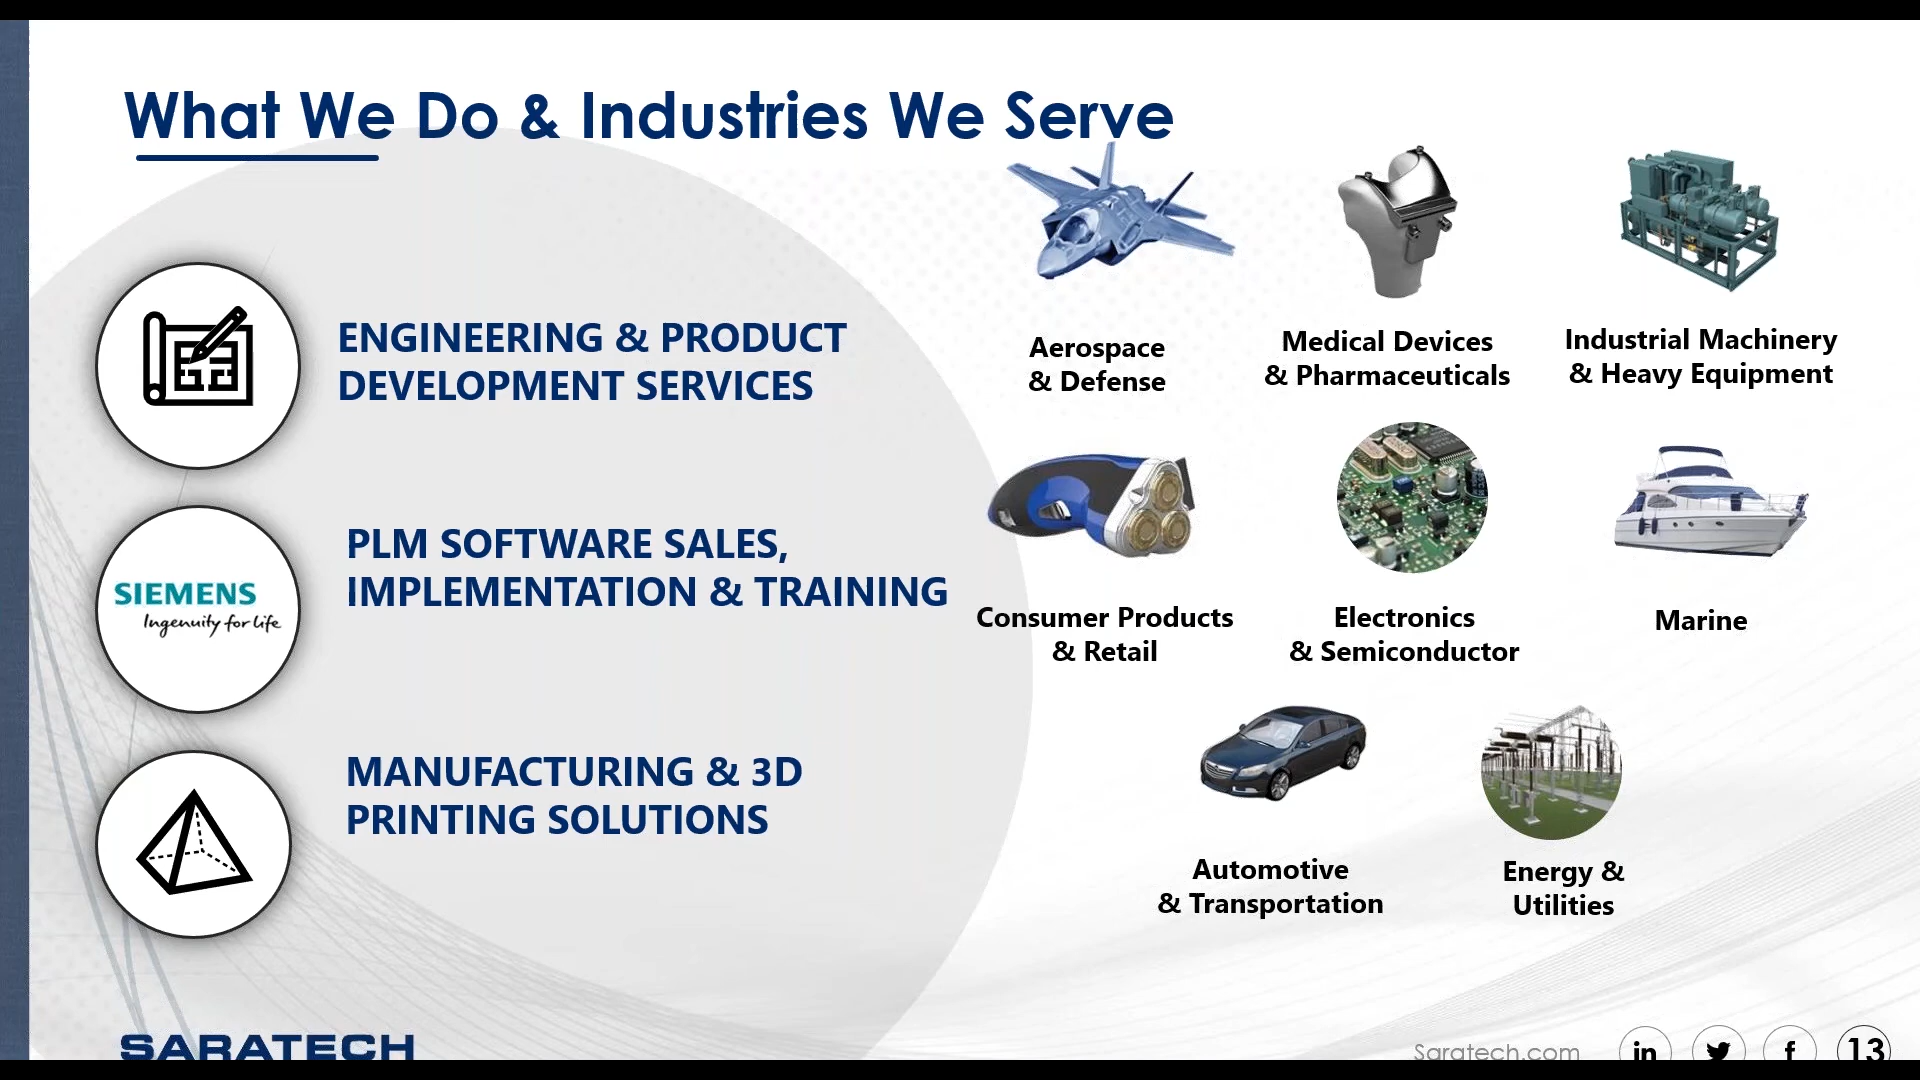 What We Do & Industries We Serve
ENGINEERING & PRODUCT
DEVELOPMENT SERVICES
SIEMENS
Ingenuity for life
PLM SOFTWARE SALES,
IMPLEMENTATION & TRAINING
MANUFACTURING & 3D
PRINTING SOLUTIONS
Aerospace
& Defense
Medical Devices
& Pharmaceuticals
Industrial Machinery
& Heavy Equipment
Consumer Products
& Retail
Electronics
& Semiconductor
Marine
Automotive
& Transportation
Energy &
Utilities
SARATECH
Saratech.com
in
f
13